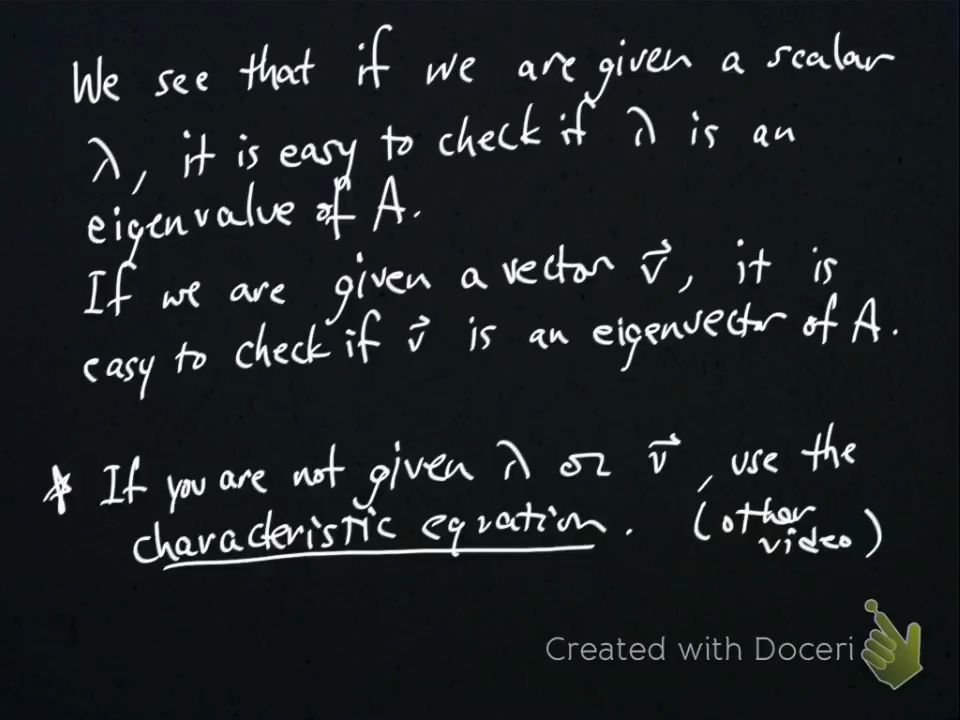 We see that if we are given a scalar
λ, it is easy to check if λ is an
eigenvalue of A.
If we are given a vector v⃗, it is
easy to check if v⃗ is an eigenvector of A.
* If you are not given λ or v⃗, use the
characteristic equation. (other
video)
Created with Doceri